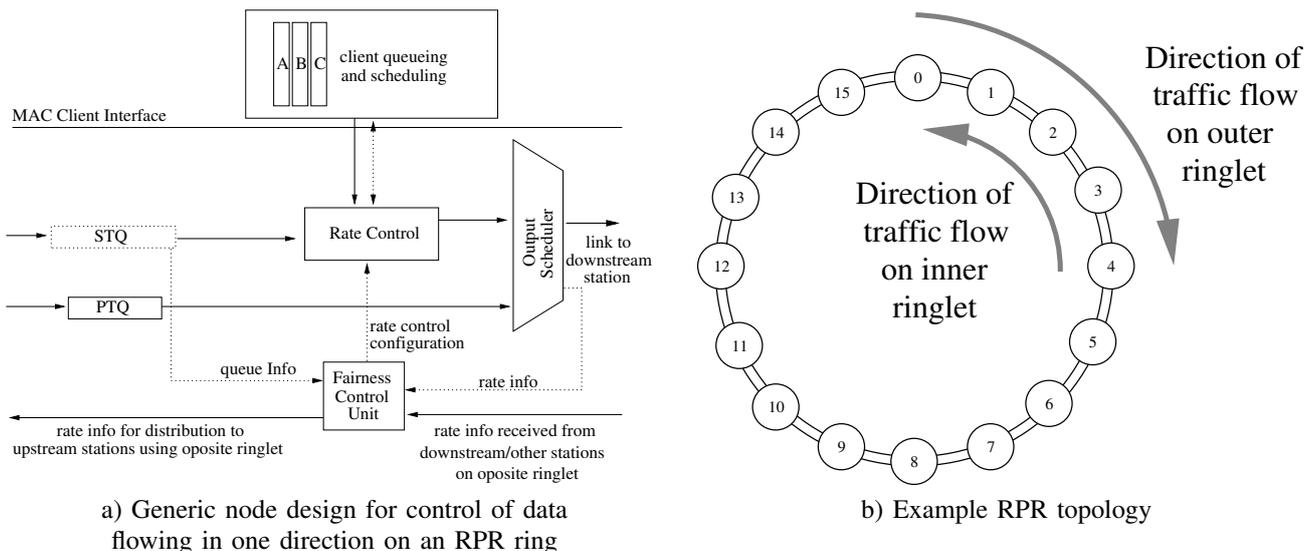 A B C
client queueing
and scheduling
MAC Client Interface
STQ
Rate Control
Output
Scheduler
link to
downstream
station
PTQ
rate control
configuration
queue Info
Fairness
Control
Unit
rate info
rate info for distribution to
upstream stations using oposite ringlet
rate info received from
downstream/other stations
on oposite ringlet
a) Generic node design for control of data
flowing in one direction on an RPR ring
Direction of
traffic flow
on outer
ringlet
Direction of
traffic flow
on inner
ringlet
0
1
2
3
4
5
6
7
8
9
10
11
12
13
14
15
b) Example RPR topology